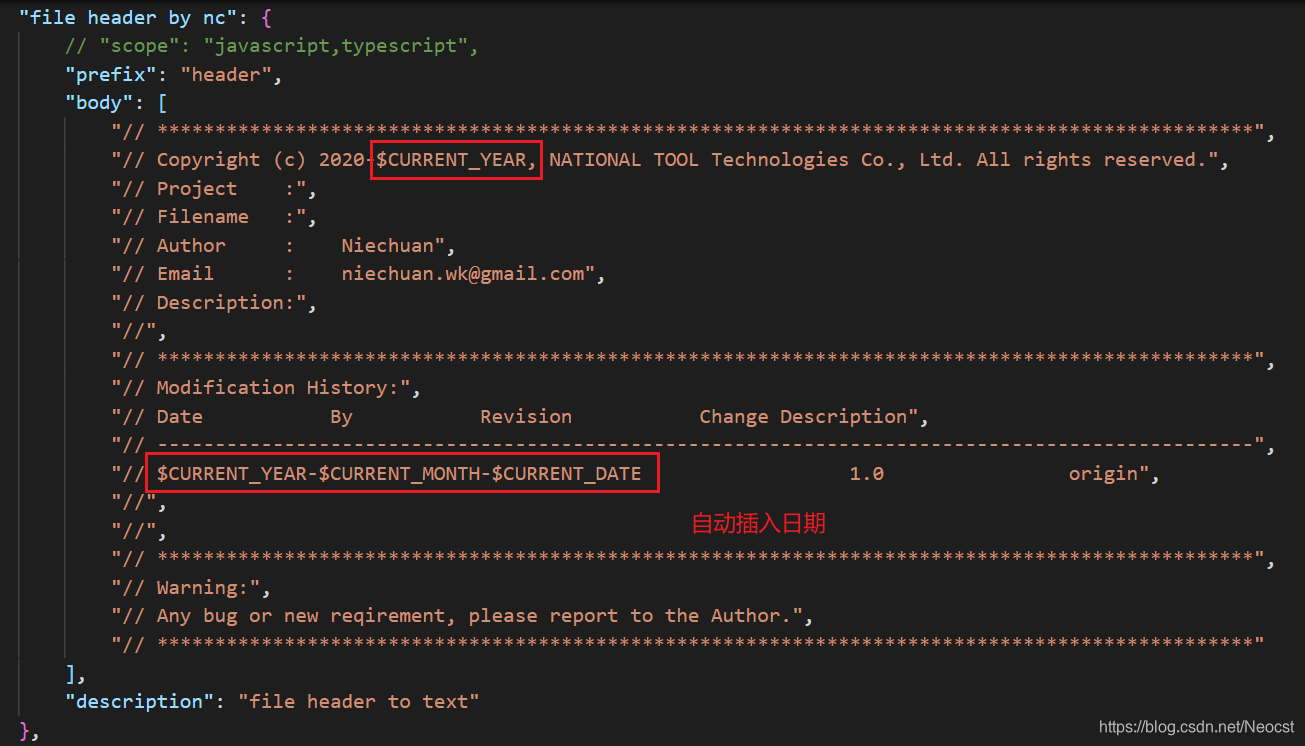 "file header by nc": {
    // "scope": "javascript,typescript",
    "prefix": "header",
    "body": [
        "// ***********************************************************************************************",
        "// Copyright (c) 2020-$CURRENT_YEAR, NATIONAL TOOL Technologies Co., Ltd. All rights reserved.",
        "// Project    :",
        "// Filename   :",
        "// Author     :    Niechuan",
        "// Email      :    niechuan.wk@gmail.com",
        "// Description:",
        "//",
        "// ***********************************************************************************************",
        "// Modification History:",
        "// Date           By           Revision           Change Description",
        "// -----------------------------------------------------------------------------------------------",
        "// $CURRENT_YEAR-$CURRENT_MONTH-$CURRENT_DATE                  1.0                origin",
        "//",
        "//",
自动插入日期
        "// ***********************************************************************************************",
        "// Warning:",
        "// Any bug or new reqirement, please report to the Author.",
        "// ***********************************************************************************************"
    ],
    "description": "file header to text"
},
https://blog.csdn.net/Neocst